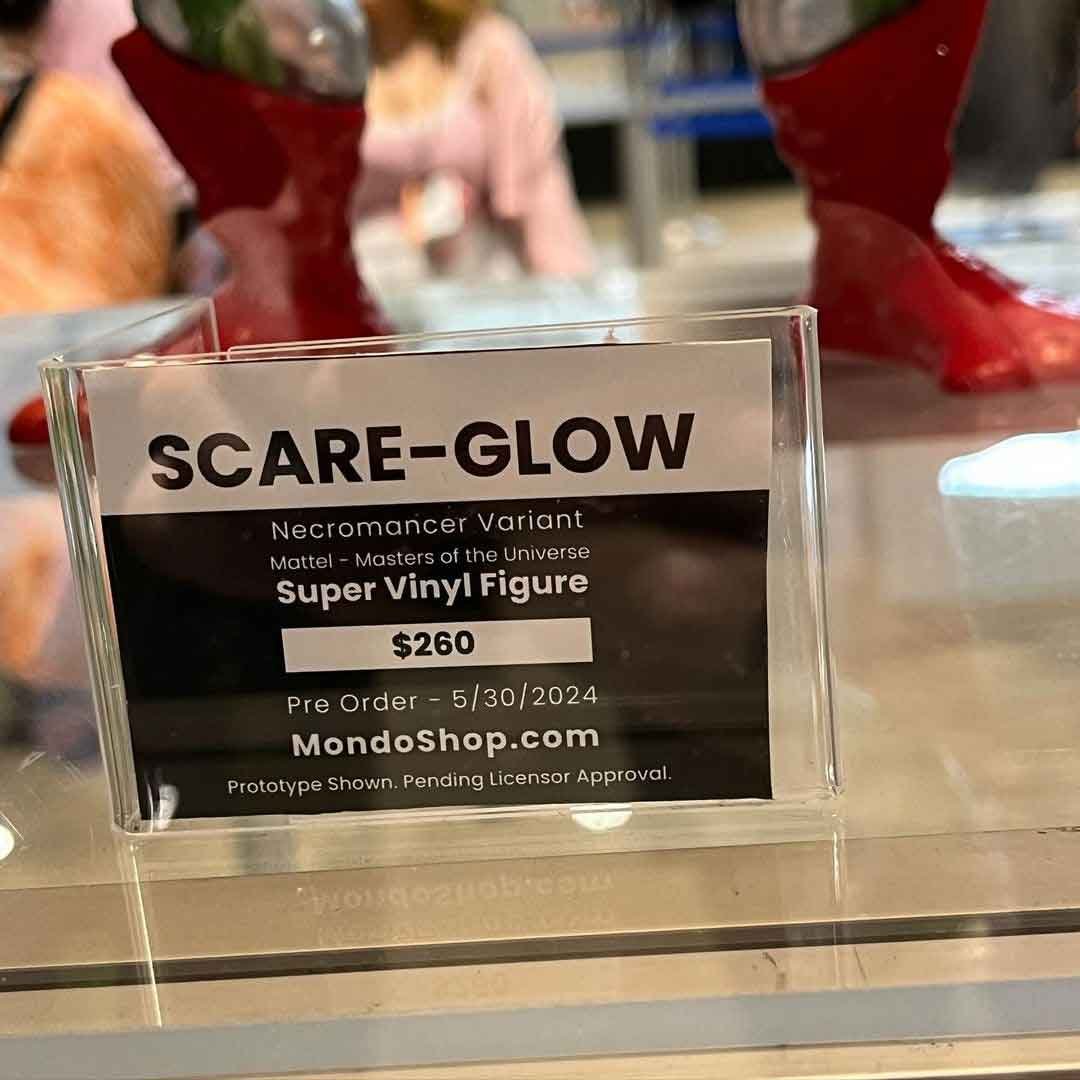 SCARE-GLOW
Necromancer Variant
Mattel - Masters of the Universe
Super Vinyl Figure
$260
Pre Order - 5/30/2024
MondoShop.com
Prototype Shown. Pending Licensor Approval.